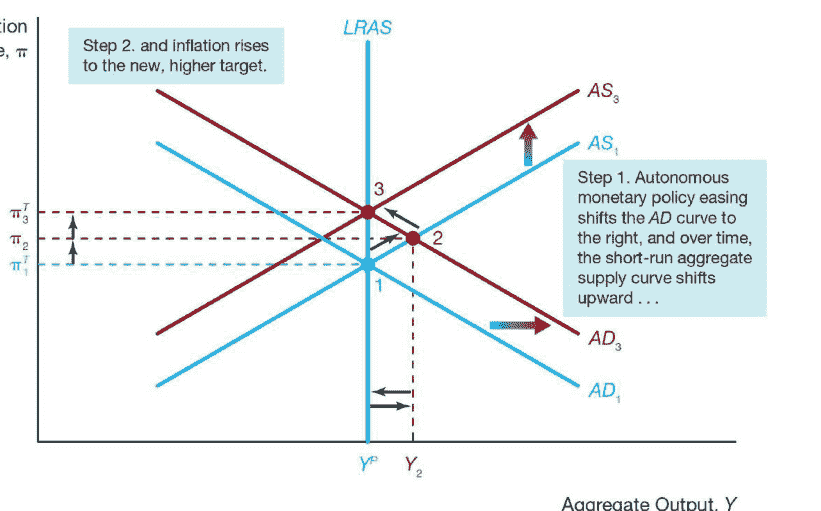 tion
e, π
LRAS
Step 2. and inflation rises
to the new, higher target.
AS₃
AS₁
Step 1. Autonomous
monetary policy easing
shifts the AD curve to
the right, and over time,
the short-run aggregate
supply curve shifts
upward . . .
3
π₃ᵀ
π₂
2
π₁ᵀ
1
AD₃
AD₁
Yᴾ
Y₂
Aggregate Output, Y